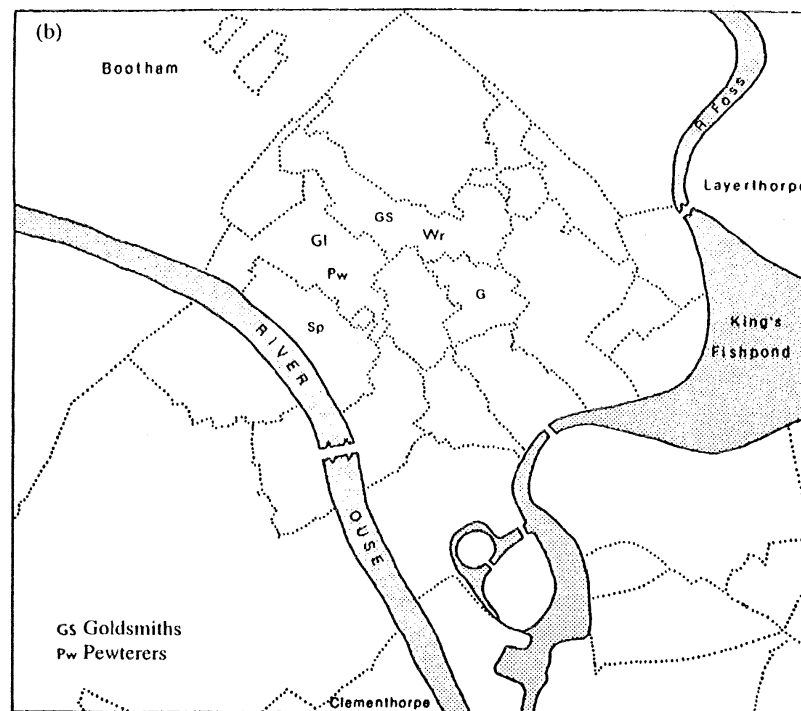 (b)
Bootham
R FOSS
Layerthorpe
GS
Gl
Wr
Pw
G
Sp
King's
Fishpond
RIVER
OUSE
GS Goldsmiths
Pw Pewterers
Clementhorpe